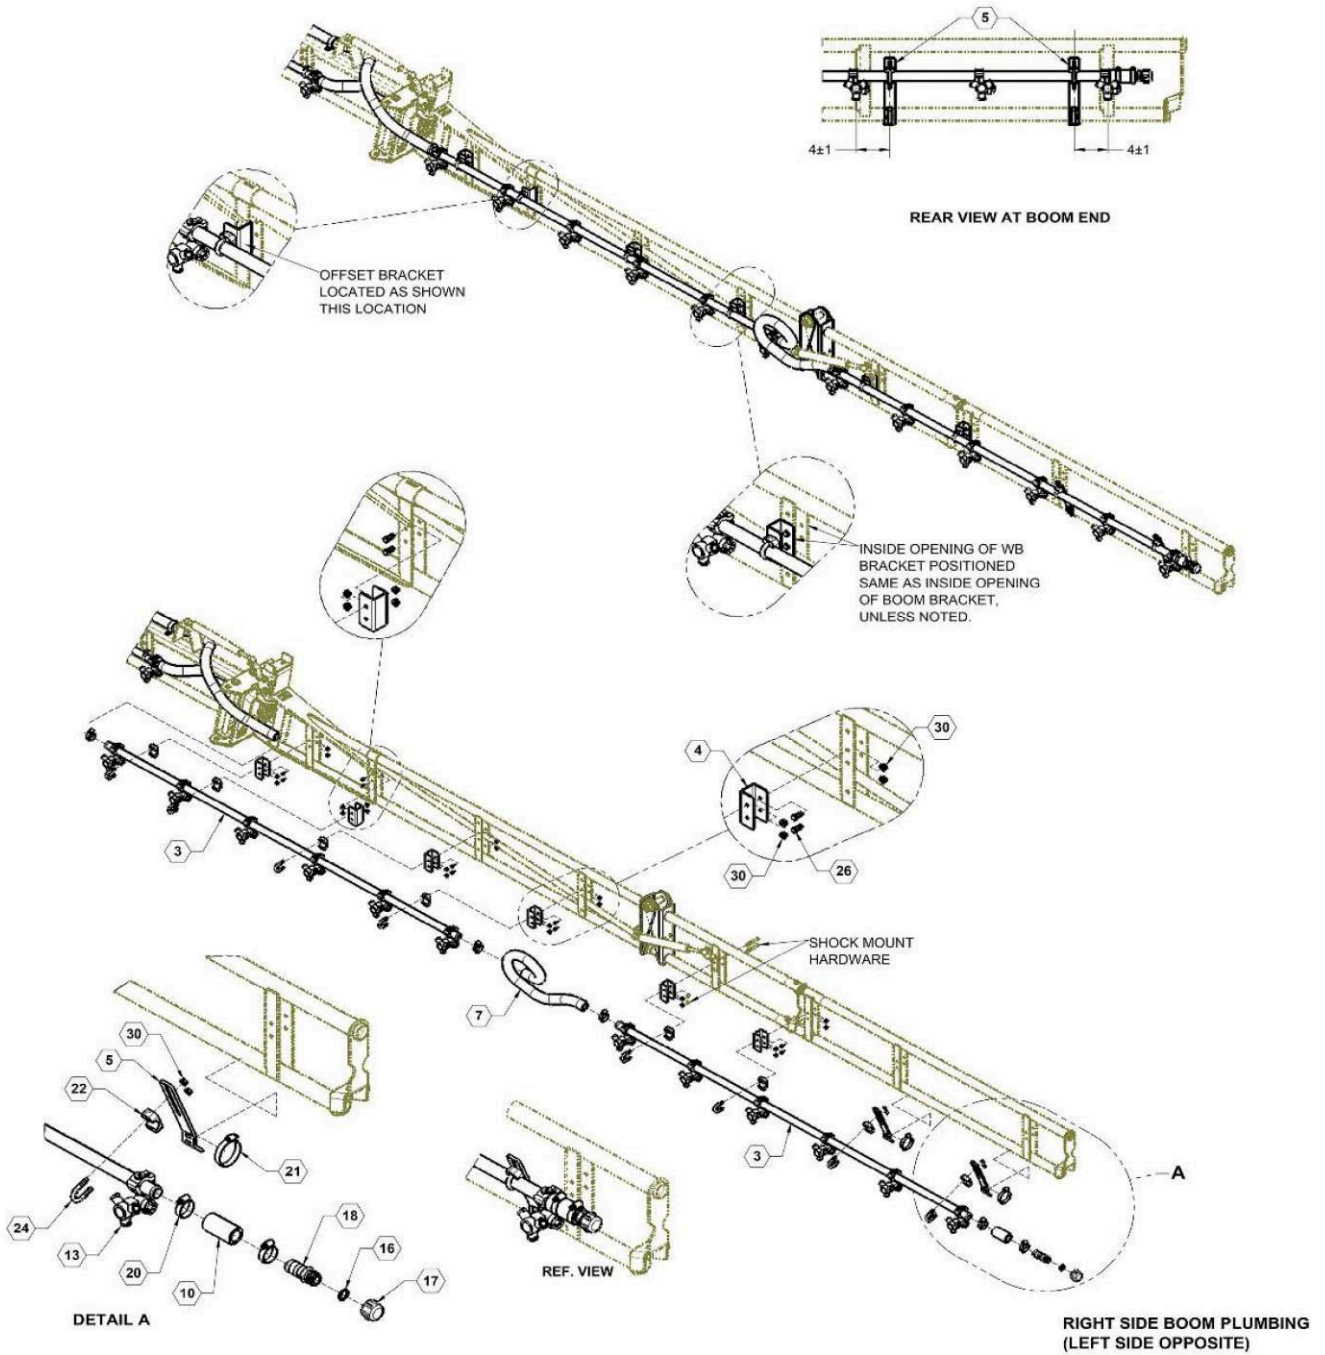 5
4±1
4±1
REAR VIEW AT BOOM END
OFFSET BRACKET
LOCATED AS SHOWN
THIS LOCATION
INSIDE OPENING OF WB
BRACKET POSITIONED
SAME AS INSIDE OPENING
OF BOOM BRACKET,
UNLESS NOTED.
4
30
3
30
26
SHOCK MOUNT
HARDWARE
7
30
5
22
21
24
13
20
10
18
16
17
DETAIL A
REF. VIEW
3
A
RIGHT SIDE BOOM PLUMBING
(LEFT SIDE OPPOSITE)